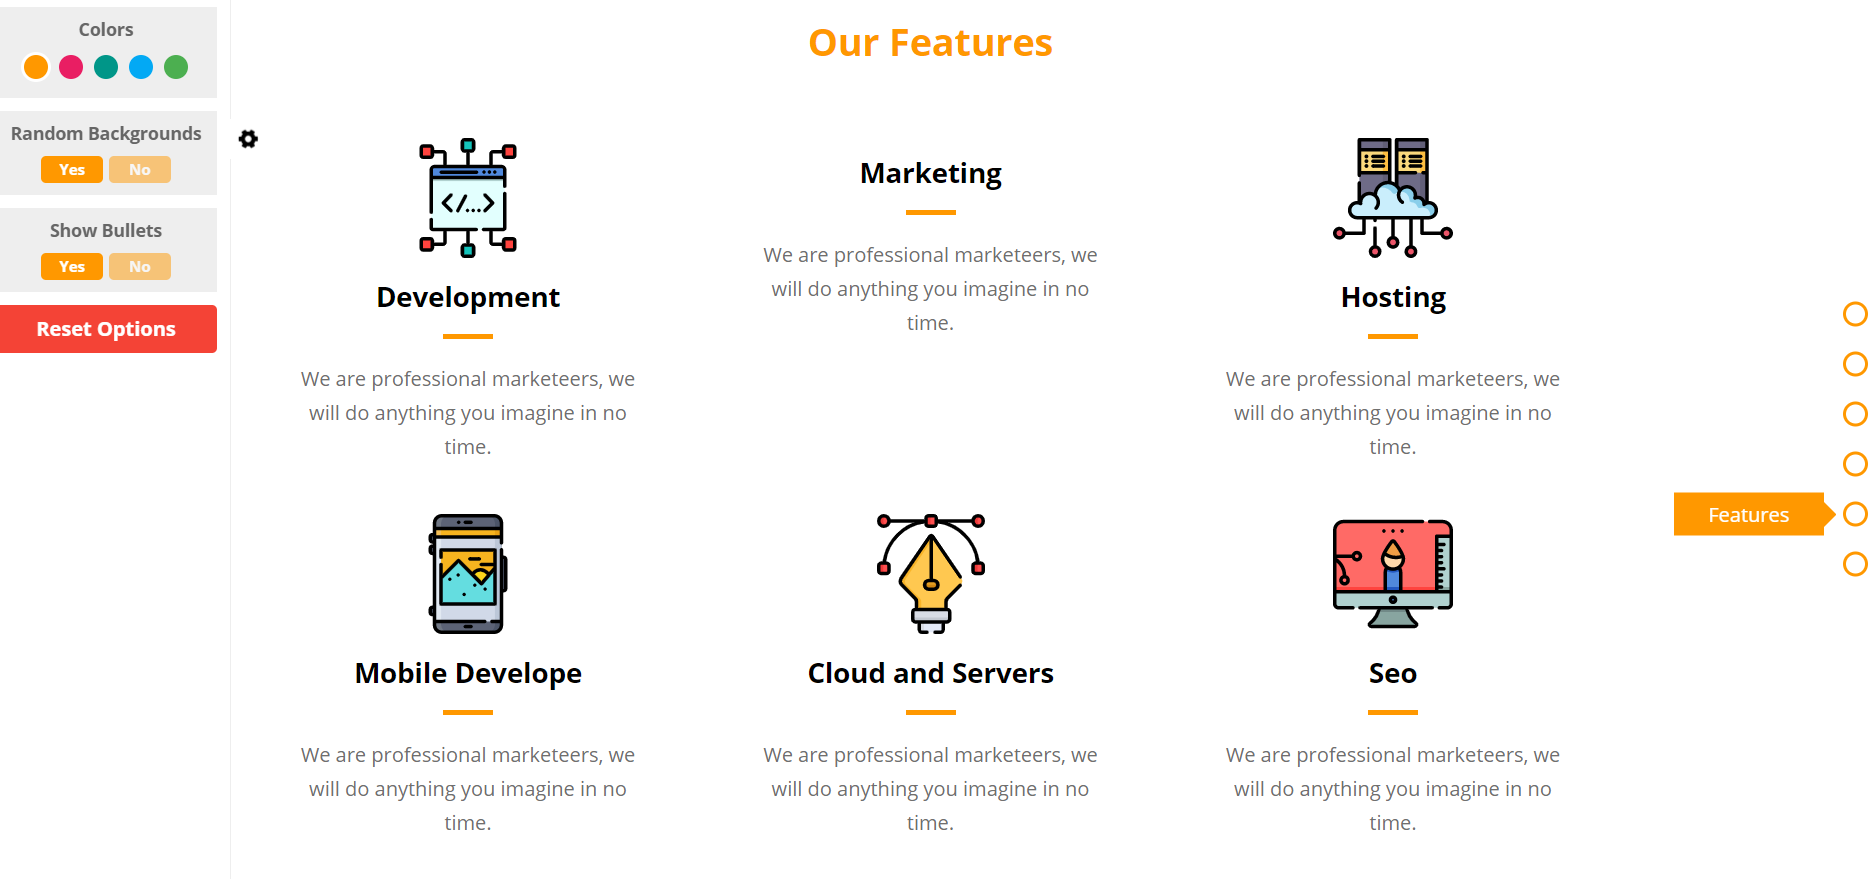 Colors
Random Backgrounds
Yes No
Show Bullets
Yes No
Reset Options
Our Features
</...>
Development
We are professional marketeers, we
will do anything you imagine in no
time.
Marketing
We are professional marketeers, we
will do anything you imagine in no
time.
Hosting
We are professional marketeers, we
will do anything you imagine in no
time.
Mobile Develope
We are professional marketeers, we
will do anything you imagine in no
time.
Cloud and Servers
We are professional marketeers, we
will do anything you imagine in no
time.
Seo
We are professional marketeers, we
will do anything you imagine in no
time.
Features